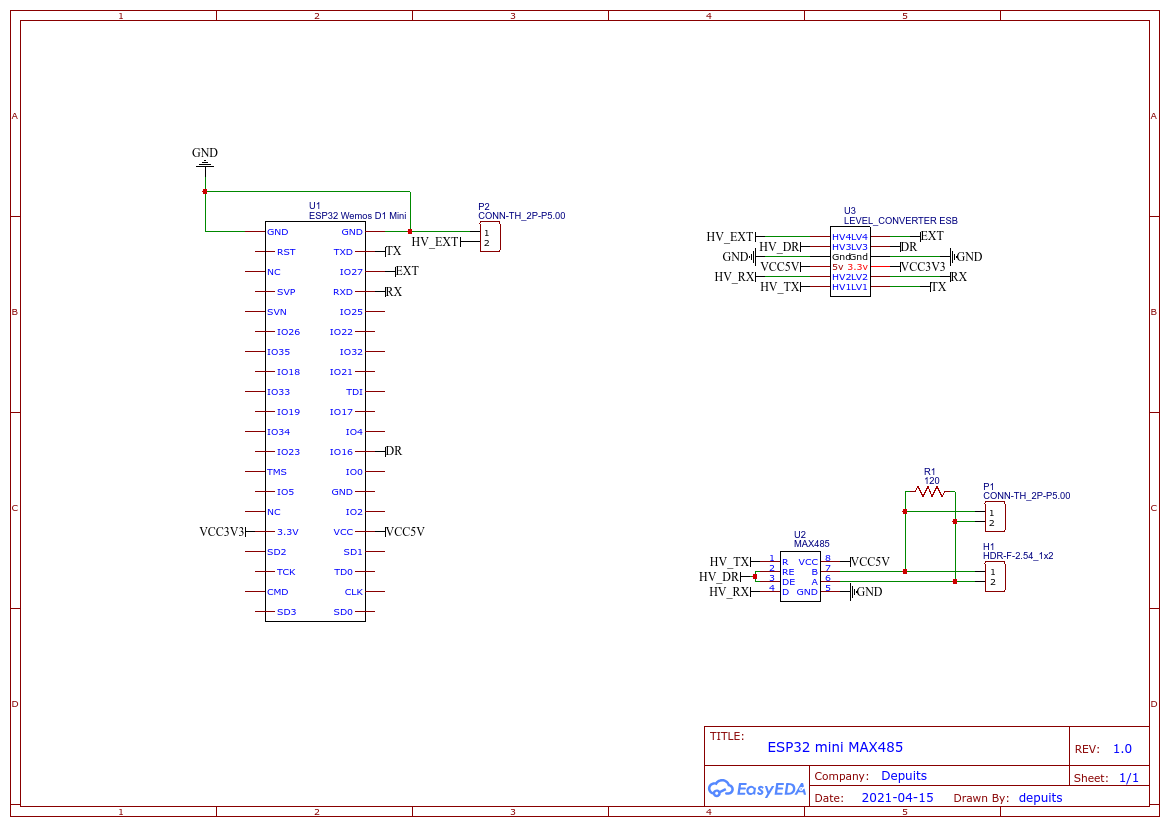 1 2 3 4 5
A A
B B
C C
D D
GND
U1
ESP32 Wemos D1 Mini
GND GND
RST TXD TX
NC IO27 EXT
SVP RXD RX
SVN IO25
IO26 IO22
IO35 IO32
IO18 IO21
IO33 TDI
IO19 IO17
IO34 IO4
IO23 IO16 DR
TMS IO0
IO5 GND
NC IO2
VCC3V3 3.3V VCC VCC5V
SD2 SD1
TCK TD0
CMD CLK
SD3 SD0
P2
CONN-TH_2P-P5.00
1
HV_EXT 2
U3
LEVEL_CONVERTER ESB
HV_EXT HV4 LV4 EXT
HV_DR HV3 LV3 DR
GND Gnd Gnd GND
VCC5V 5v 3.3v VCC3V3
HV_RX HV2 LV2 RX
HV_TX HV1 LV1 TX
R1
120
P1
CONN-TH_2P-P5.00
1
2
U2
MAX485
HV_TX 1 R VCC 8 VCC5V
HV_DR 2 RE B 7
3 DE A 6
HV_RX 4 D GND 5 GND
H1
HDR-F-2.54_1x2
1
2
TITLE:
ESP32 mini MAX485
REV: 1.0
EasyEDA
Company: Depuits
Sheet: 1/1
Date: 2021-04-15 Drawn By: depuits
1 2 3 4 5